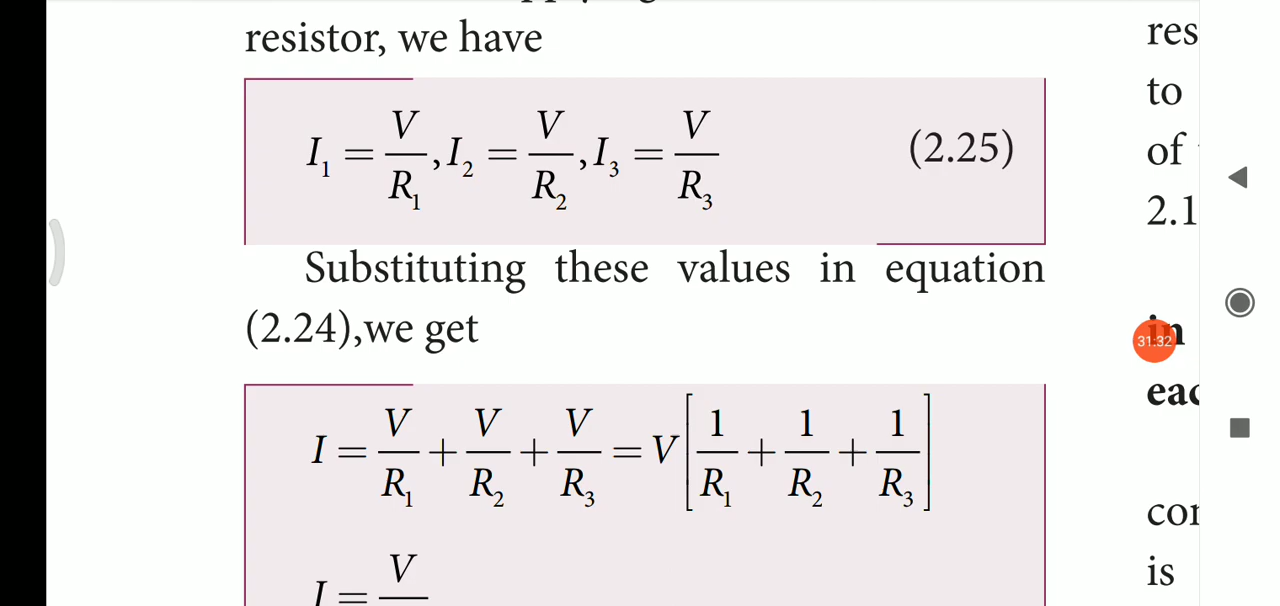 resistor, we have
I₁ = V/R₁, I₂ = V/R₂, I₃ = V/R₃ (2.25)
Substituting these values in equation
(2.24),we get
I = V/R₁ + V/R₂ + V/R₃ = V[1/R₁ + 1/R₂ + 1/R₃]
I = V
res
to
of
2.1
31:32
in
eac
con
is